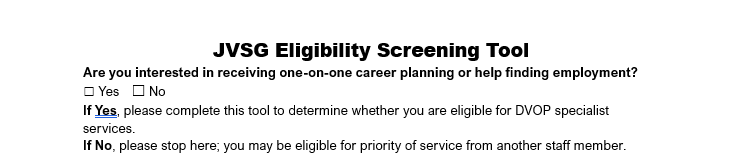 JVSG Eligibility Screening Tool
Are you interested in receiving one-on-one career planning or help finding employment?
☐ Yes ☐ No
If Yes, please complete this tool to determine whether you are eligible for DVOP specialist
services.
If No, please stop here; you may be eligible for priority of service from another staff member.